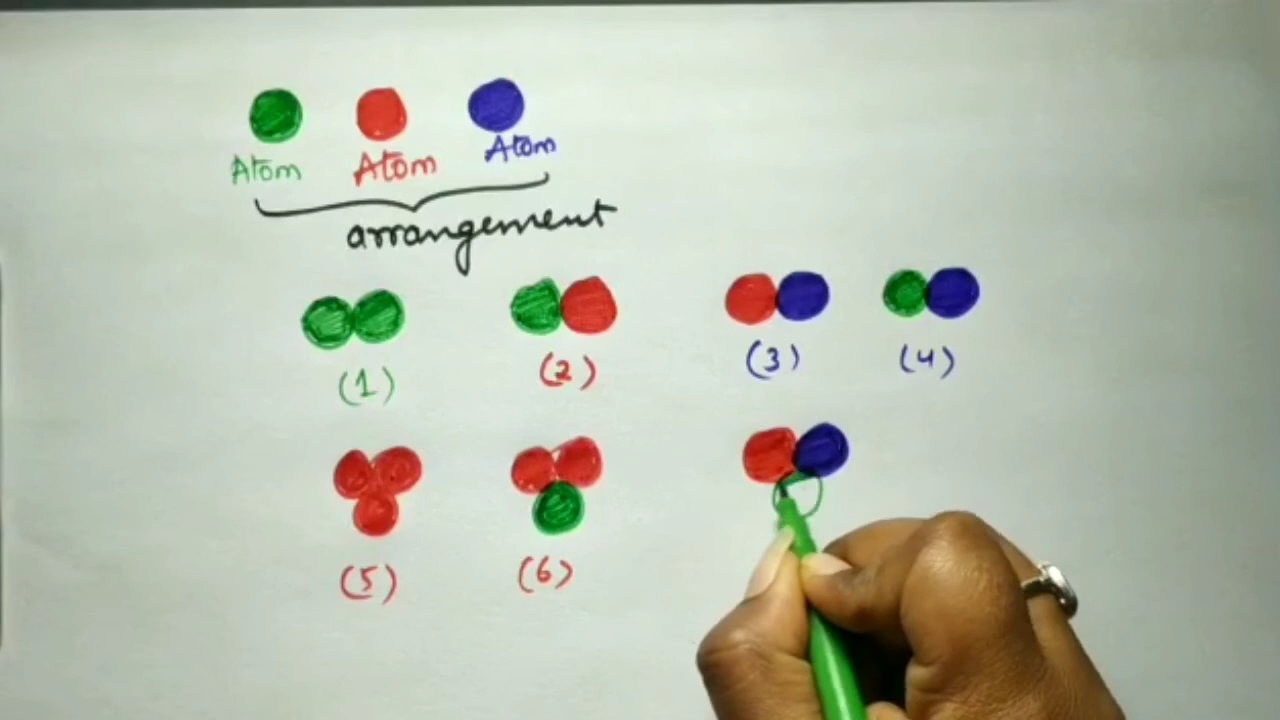 Atom Atom Atom
arrangement
(1) (2) (3) (4)
(5) (6)